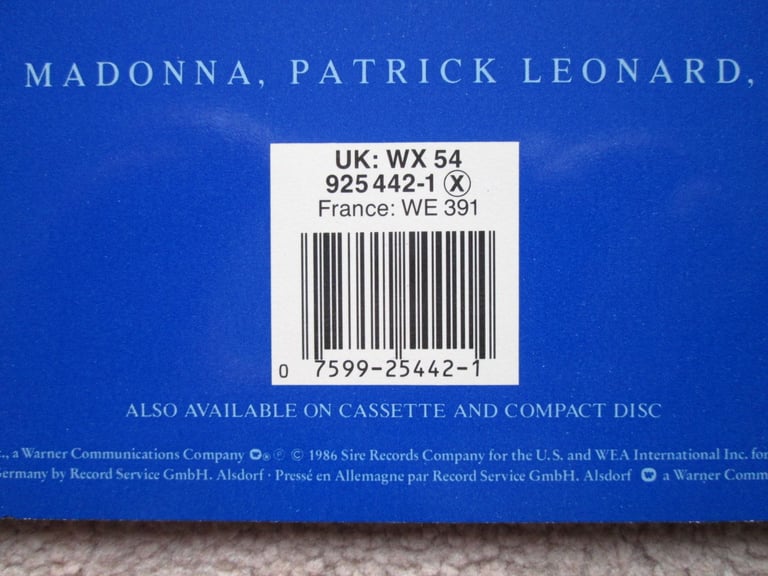 MADONNA, PATRICK LEONARD,
UK: WX 54
925 442-1 Ⓧ
France: WE 391
0 7599-25442-1
ALSO AVAILABLE ON CASSETTE AND COMPACT DISC
a Warner Communications Company ℗ © 1986 Sire Records Company for the U.S. and WEA International Inc. for
Germany by Record Service GmbH. Alsdorf · Pressé en Allemagne par Record Service GmbH. Alsdorf a Warner Comm